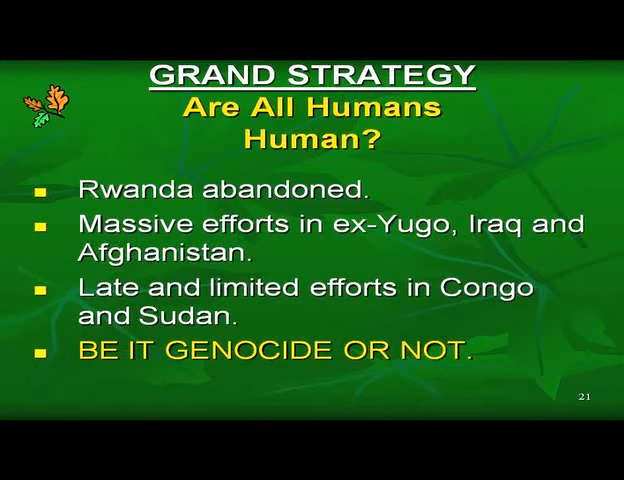 GRAND STRATEGY
Are All Humans
Human?
Rwanda abandoned.
Massive efforts in ex-Yugo, Iraq and
Afghanistan.
Late and limited efforts in Congo
and Sudan.
BE IT GENOCIDE OR NOT.
21